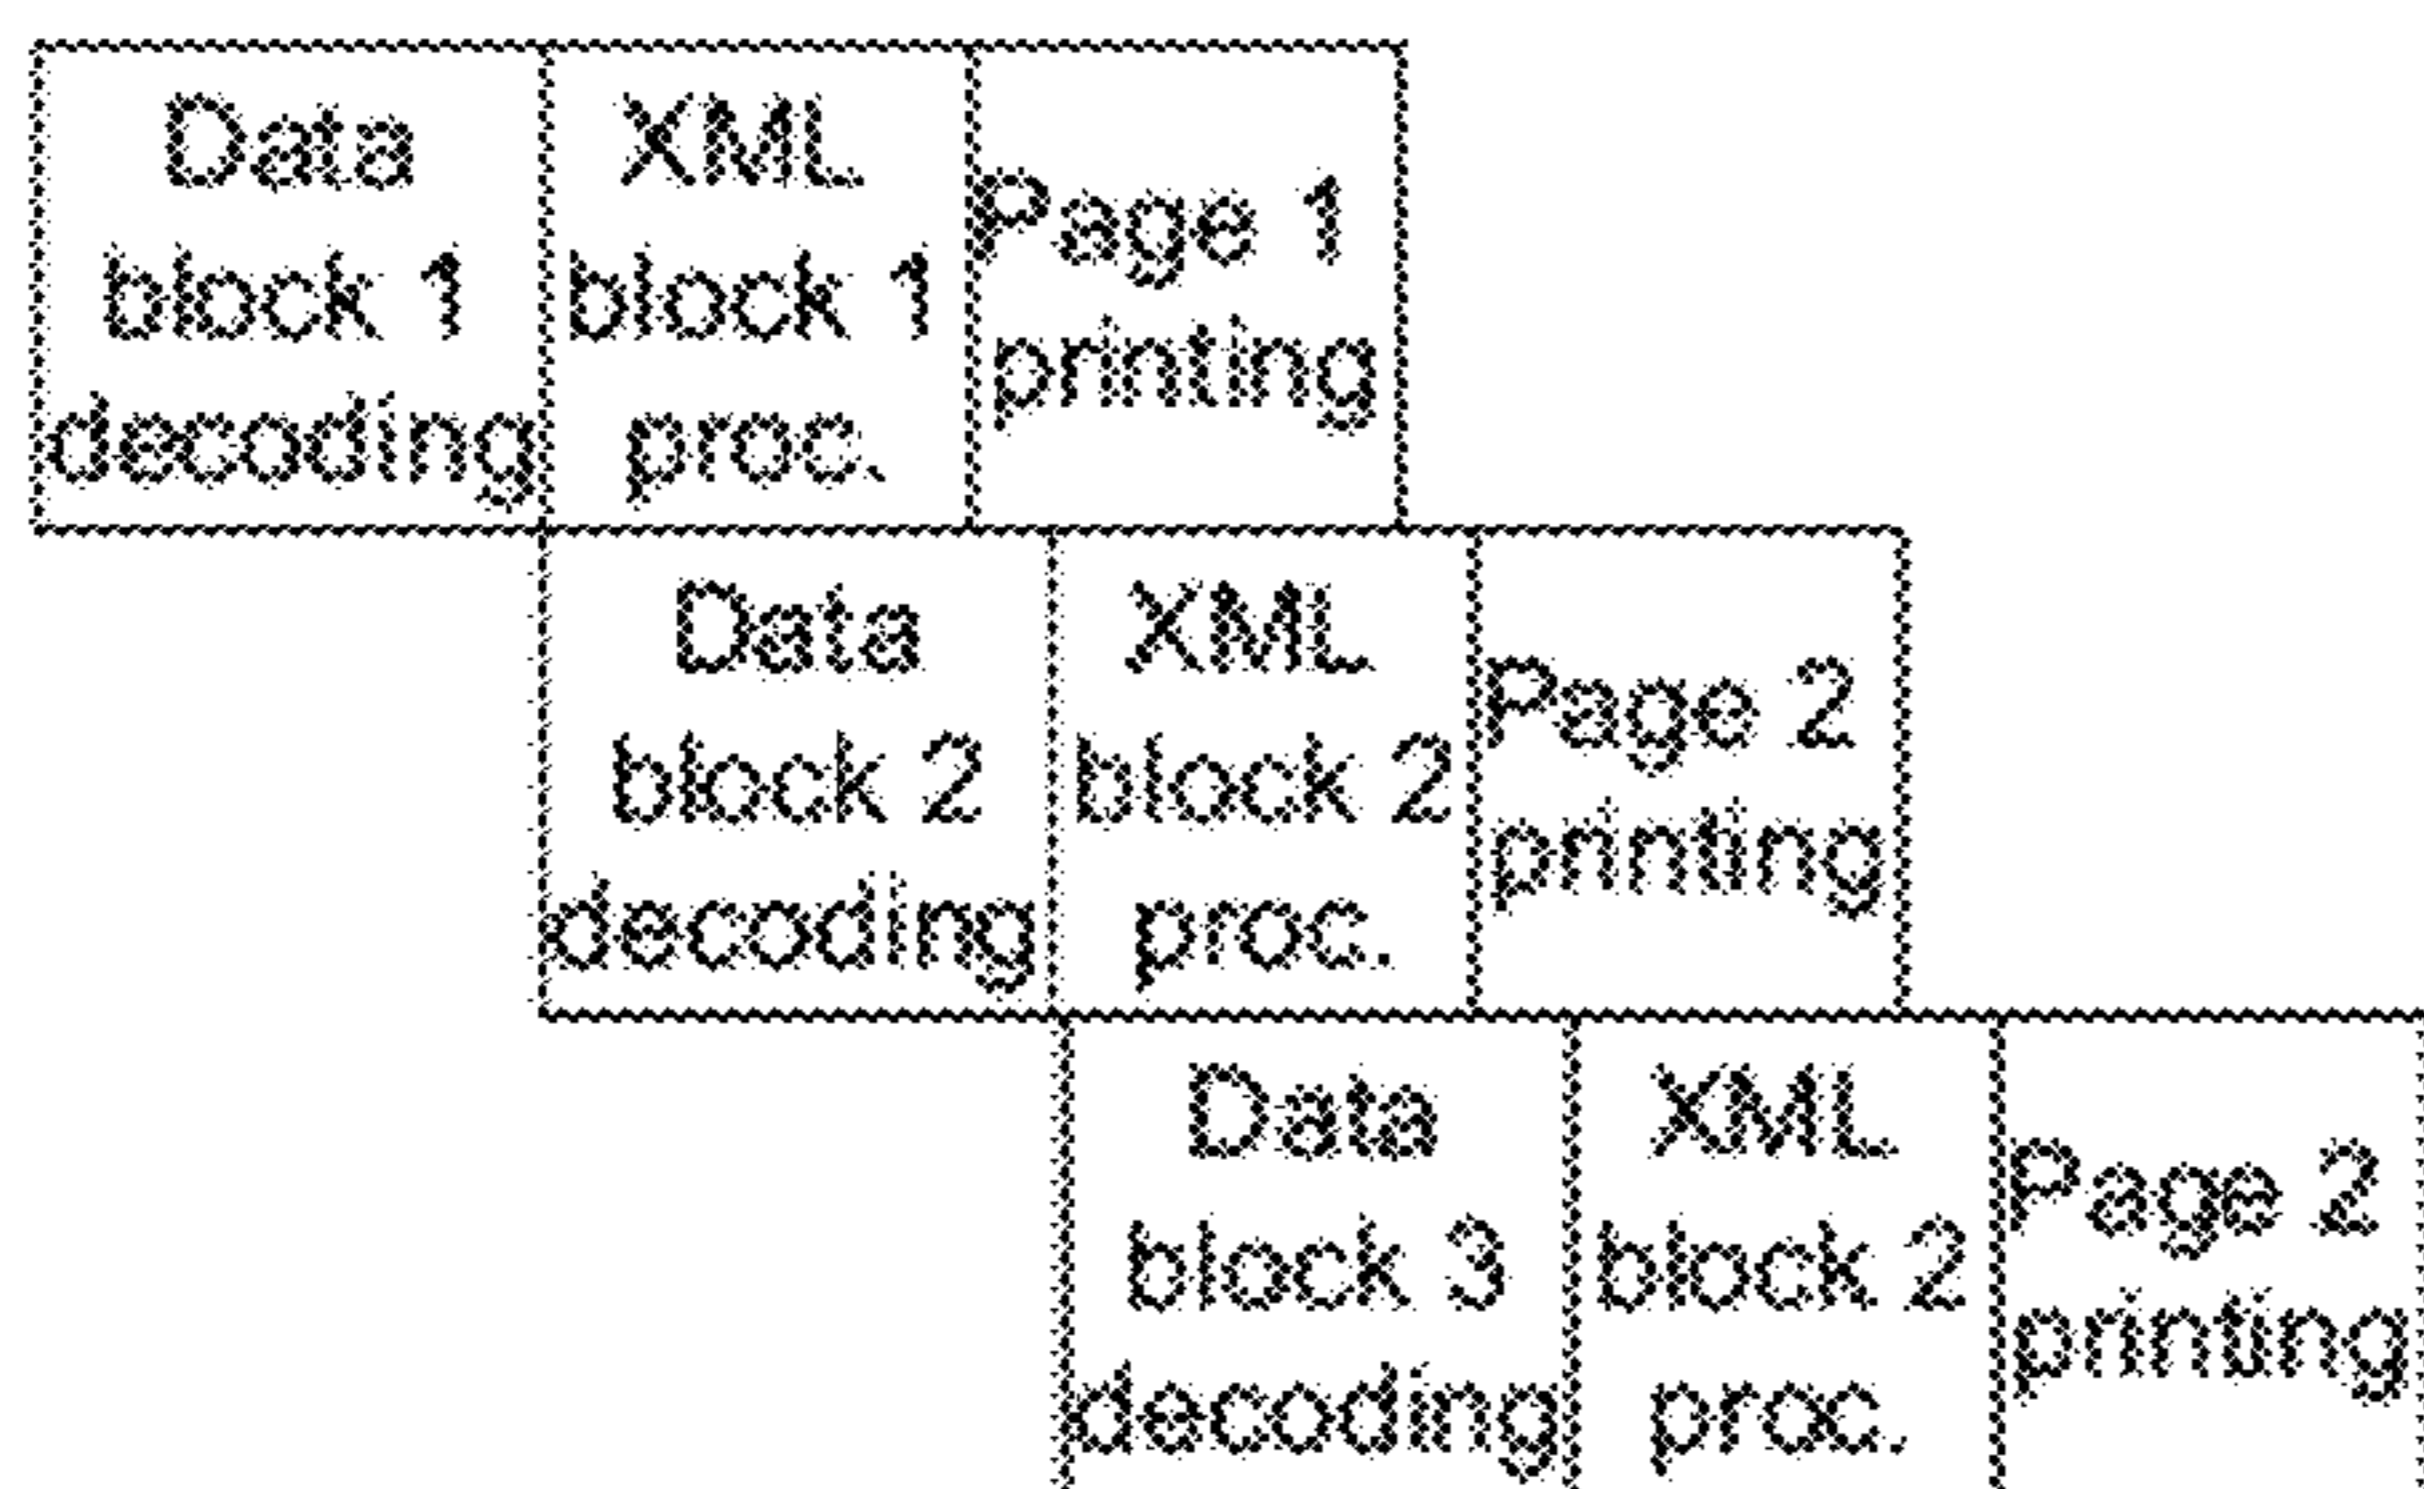 Data
block 1
decoding
XML
block 1
proc.
Page 1
printing
Data
block 2
decoding
XML
block 2
proc.
Page 2
printing
Data
block 3
decoding
XML
block 2
proc.
Page 2
printing